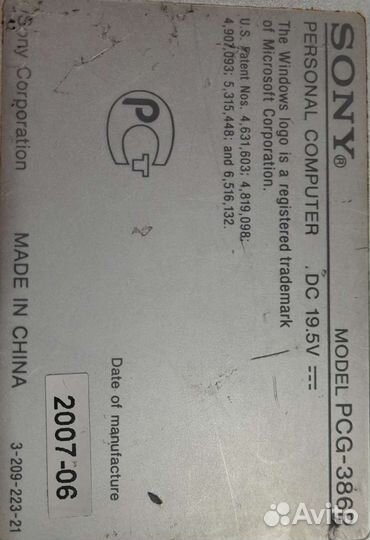 SONY® MODEL PCG-386
PERSONAL COMPUTER DC 19.5V
The Windows logo is a registered trademark
of Microsoft Corporation.
U.S. Patent Nos. 4,631,603; 4,819,098;
4,907,093; 5,315,448; and 6,516,132.
РСТ
Date of manufacture
2007-06
Sony Corporation MADE IN CHINA 3-209-223-21
Avito